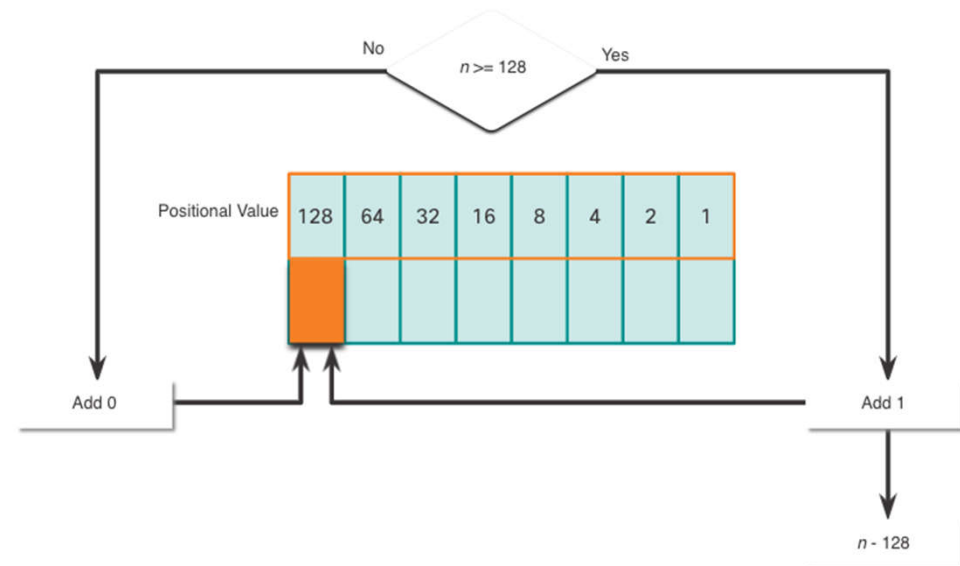 No
Yes
n >= 128
Positional Value
128 64 32 16 8 4 2 1
Add 0
Add 1
n - 128